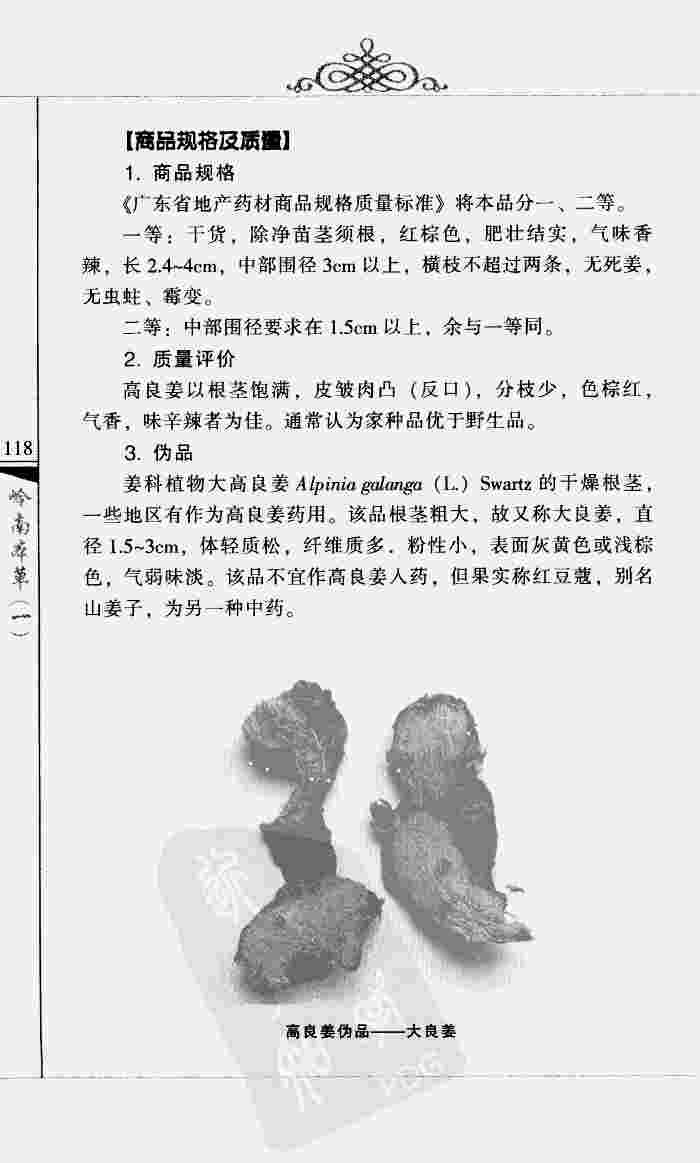 【商品规格及质量】
1. 商品规格
《广东省地产药材商品规格质量标准》将本品分一、二等。
一等：干货，除净苗茎须根，红棕色，肥壮结实，气味香
辣，长 2.4~4cm，中部围径 3cm 以上，横枝不超过两条，无死姜，
无虫蛀、霉变。
二等：中部围径要求在 1.5cm 以上，余与一等同。
2. 质量评价
高良姜以根茎饱满，皮皱肉凸（反口），分枝少，色棕红，
气香，味辛辣者为佳。通常认为家种品优于野生品。
3. 伪品
姜科植物大高良姜 Alpinia galanga（L.）Swartz 的干燥根茎，
一些地区有作为高良姜药用。该品根茎粗大，故又称大良姜，直
径 1.5~3cm，体轻质松，纤维质多．粉性小，表面灰黄色或浅棕
色，气弱味淡。该品不宜作高良姜入药，但果实称红豆蔻，别名
山姜子，为另一种中药。
118
岭南本草（一）
高良姜伪品——大良姜